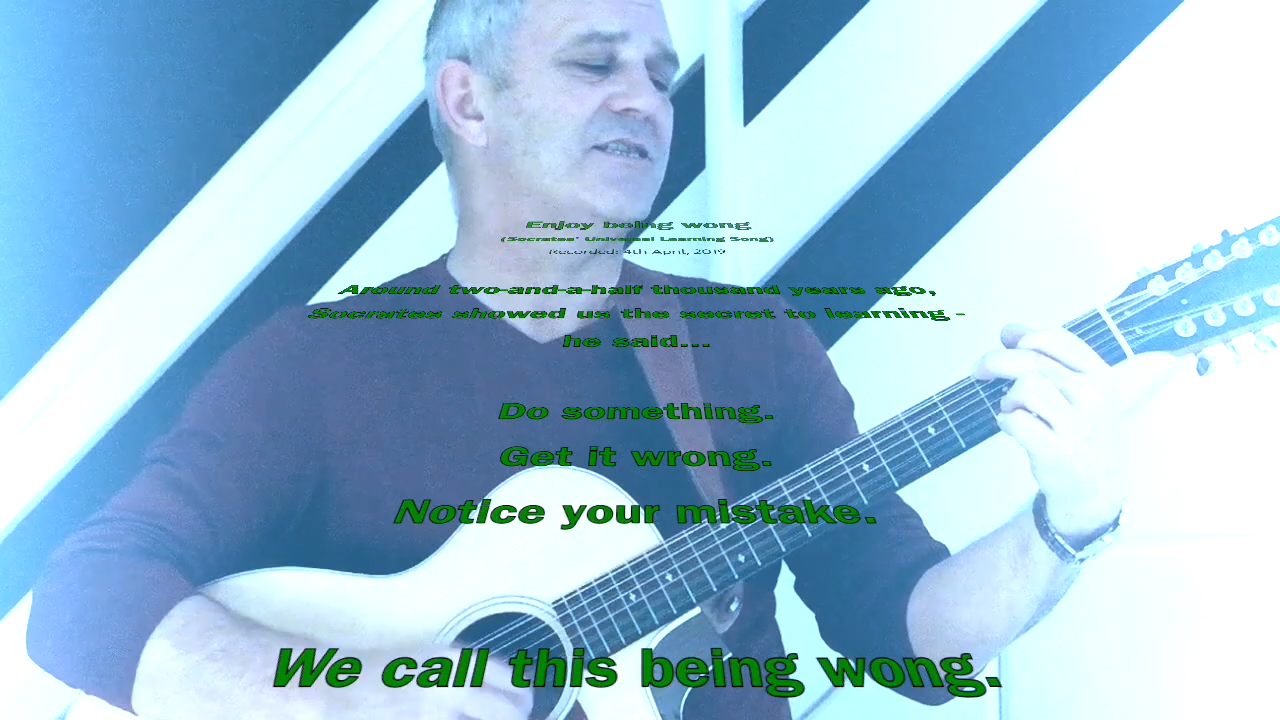 Enjoy being wong
(Socrates' Universal Learning Song)
Recorded: 4th April, 2019
Around two-and-a-half thousand years ago,
Socrates showed us the secret to learning -
he said...
Do something.
Get it wrong.
Notice your mistake.
We call this being wong.